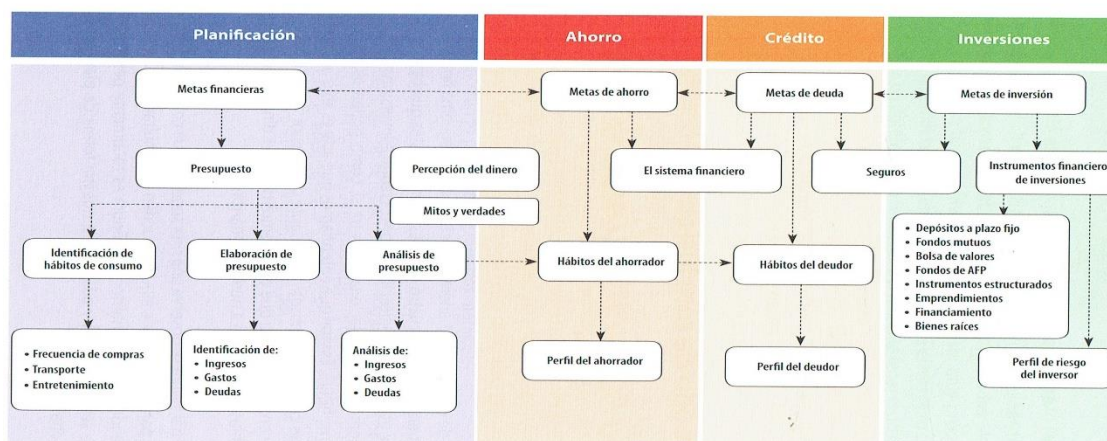 Planificación
Ahorro
Crédito
Inversiones
Metas financieras
Metas de ahorro
Metas de deuda
Metas de inversión
Presupuesto
Percepción del dinero
El sistema financiero
Seguros
Instrumentos financiero
de inversiones
Mitos y verdades
Identificación de
hábitos de consumo
Elaboración de
presupuesto
Análisis de
presupuesto
Hábitos del ahorrador
Hábitos del deudor
• Depósitos a plazo fijo
• Fondos mutuos
• Bolsa de valores
• Fondos de AFP
• Instrumentos estructurados
• Emprendimientos
• Financiamiento
• Bienes raíces
• Frecuencia de compras
• Transporte
• Entretenimiento
Identificación de:
• Ingresos
• Gastos
• Deudas
Análisis de:
• Ingresos
• Gastos
• Deudas
Perfil del ahorrador
Perfil del deudor
Perfil de riesgo
del inversor